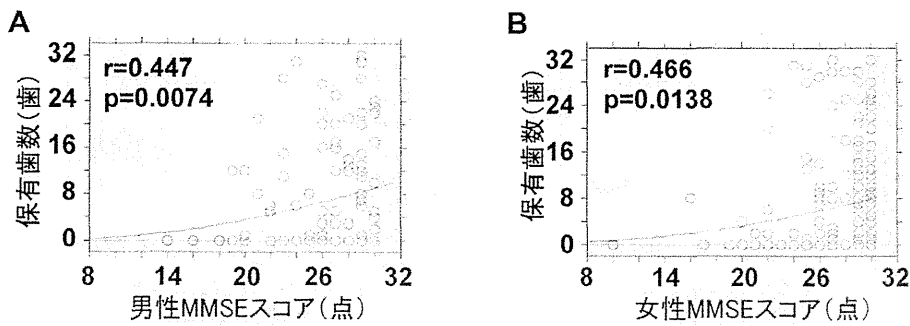 A
r=0.447
p=0.0074
保有歯数(歯)
32
24
16
8
0
8 14 20 26 32
男性MMSEスコア(点)
B
r=0.466
p=0.0138
保有歯数(歯)
32
24
16
8
0
8 14 20 26 32
女性MMSEスコア(点)